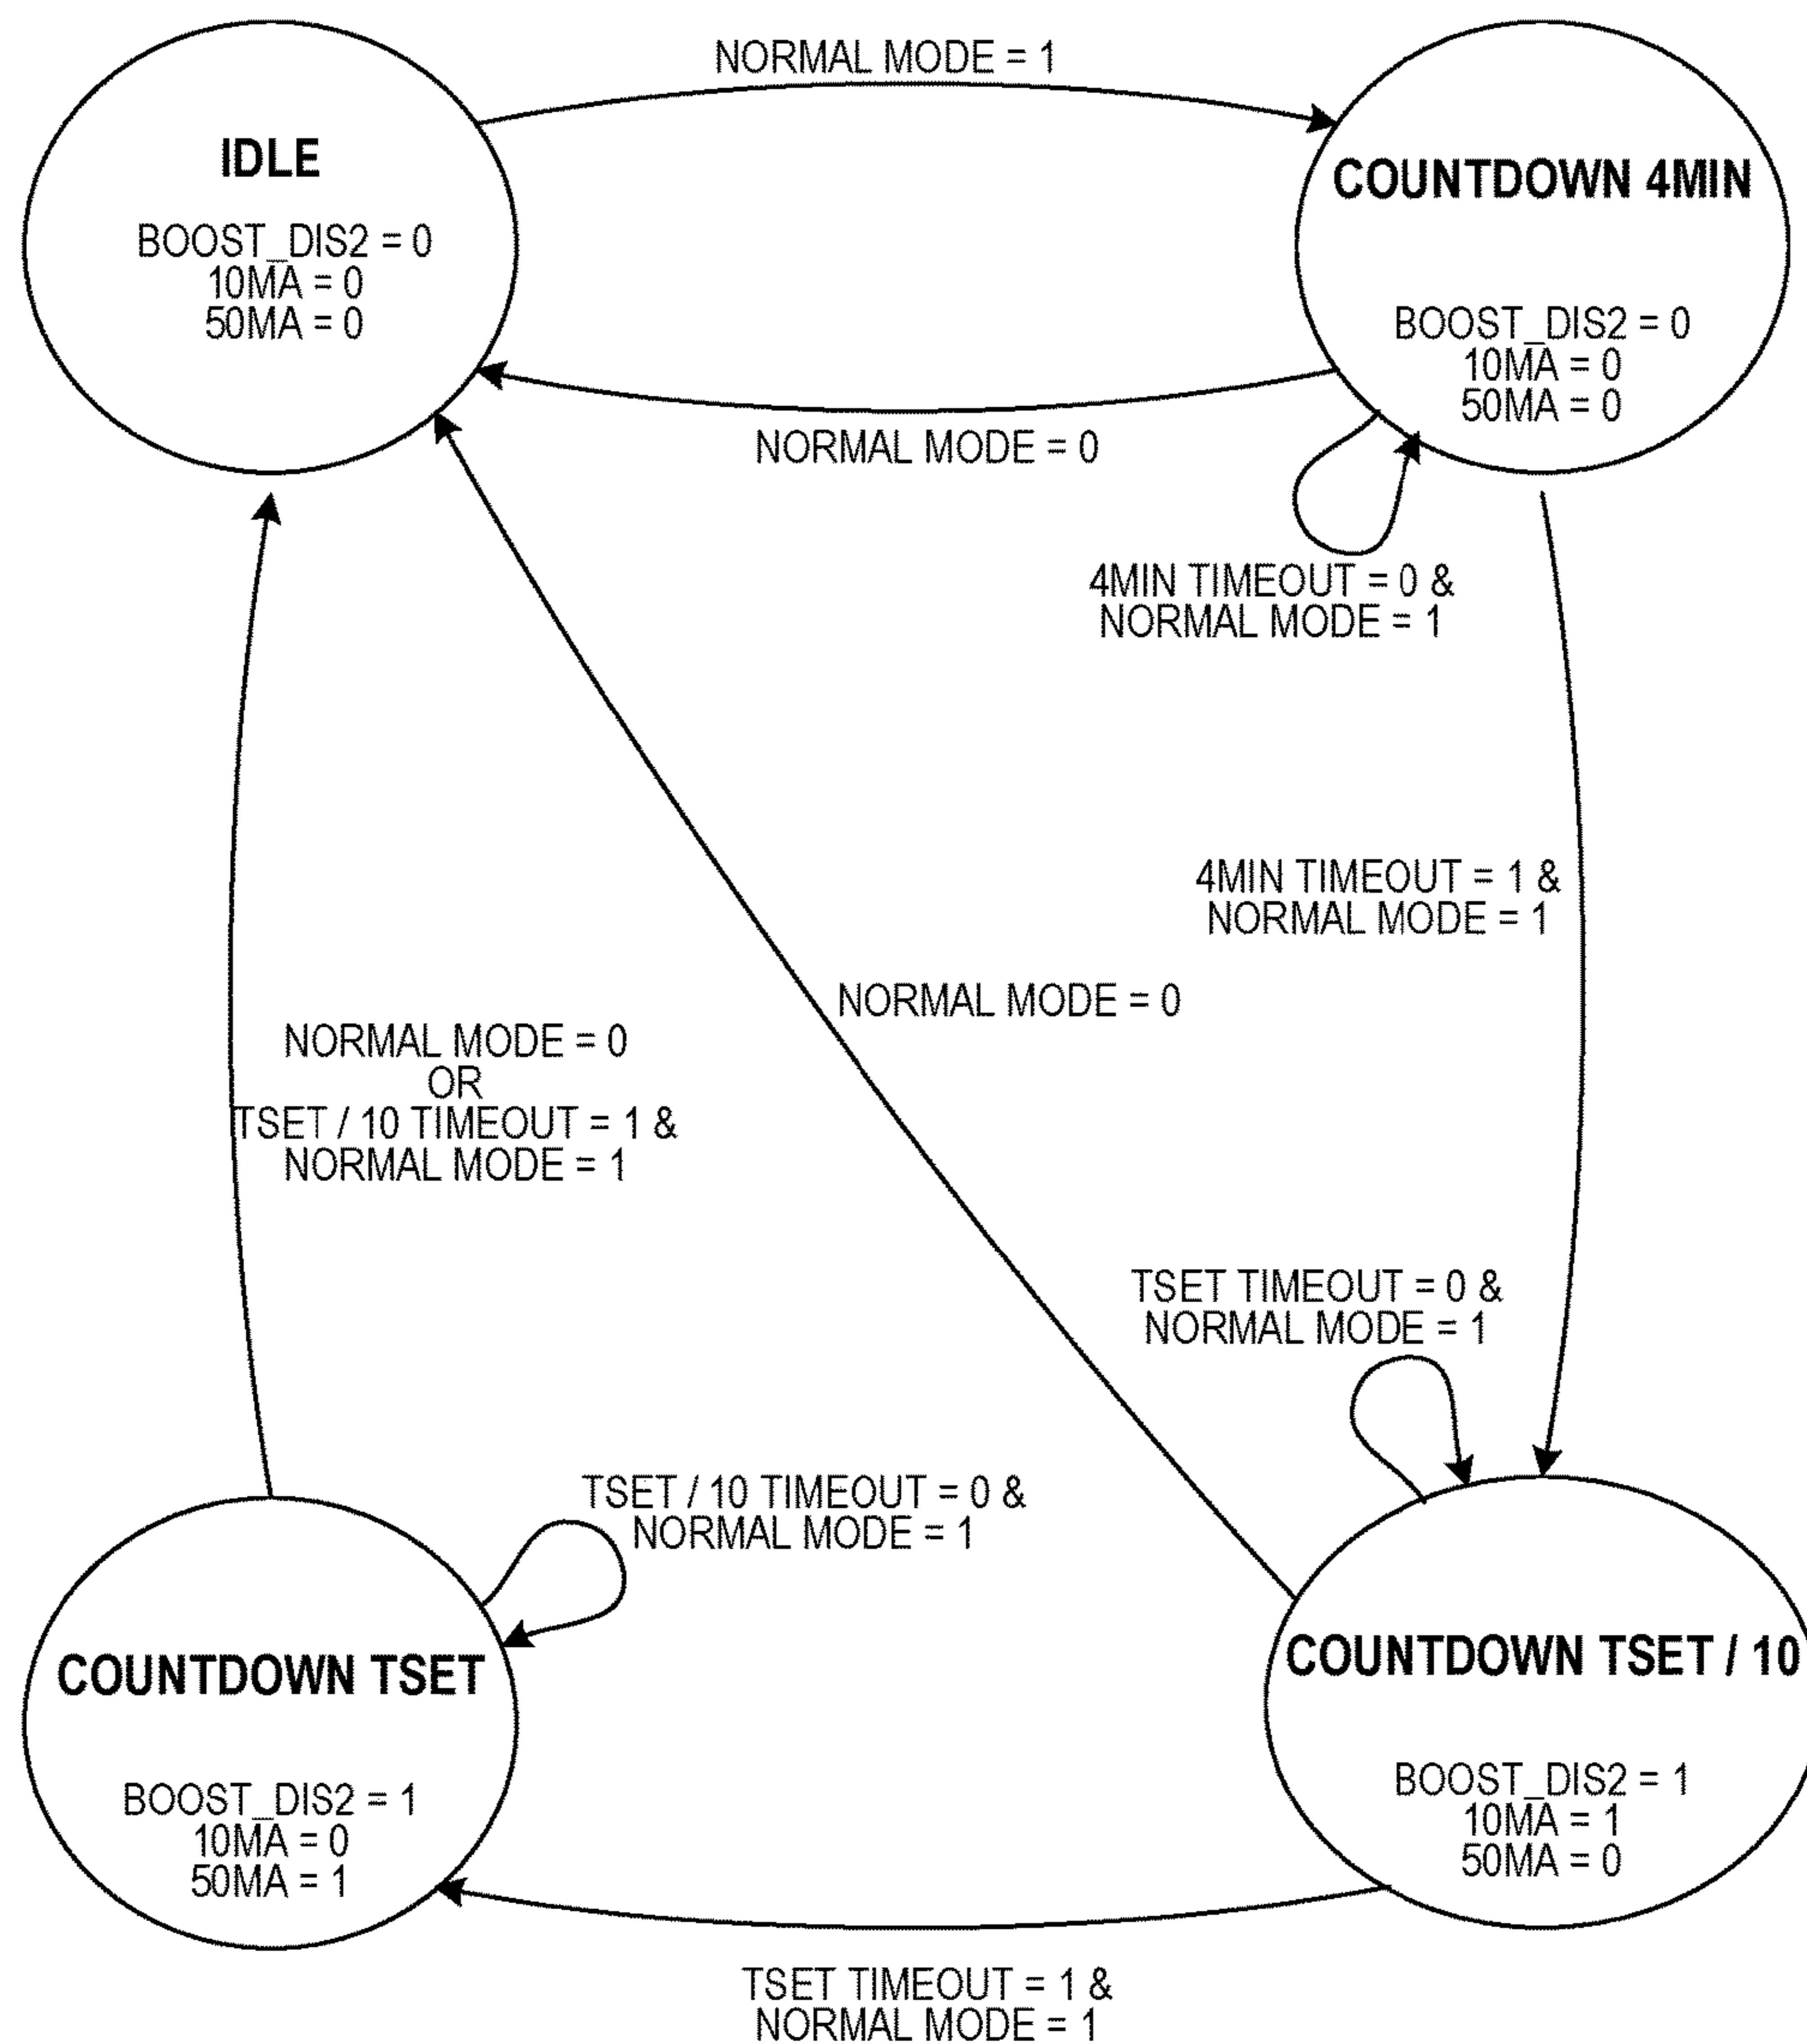 NORMAL MODE = 1
IDLE
BOOST_DIS2 = 0
10MA = 0
50MA = 0
COUNTDOWN 4MIN
BOOST_DIS2 = 0
10MA = 0
50MA = 0
NORMAL MODE = 0
4MIN TIMEOUT = 0 &
NORMAL MODE = 1
4MIN TIMEOUT = 1 &
NORMAL MODE = 1
NORMAL MODE = 0
NORMAL MODE = 0
OR
TSET / 10 TIMEOUT = 1 &
NORMAL MODE = 1
TSET TIMEOUT = 0 &
NORMAL MODE = 1
TSET / 10 TIMEOUT = 0 &
NORMAL MODE = 1
COUNTDOWN TSET
BOOST_DIS2 = 1
10MA = 0
50MA = 1
COUNTDOWN TSET / 10
BOOST_DIS2 = 1
10MA = 1
50MA = 0
TSET TIMEOUT = 1 &
NORMAL MODE = 1